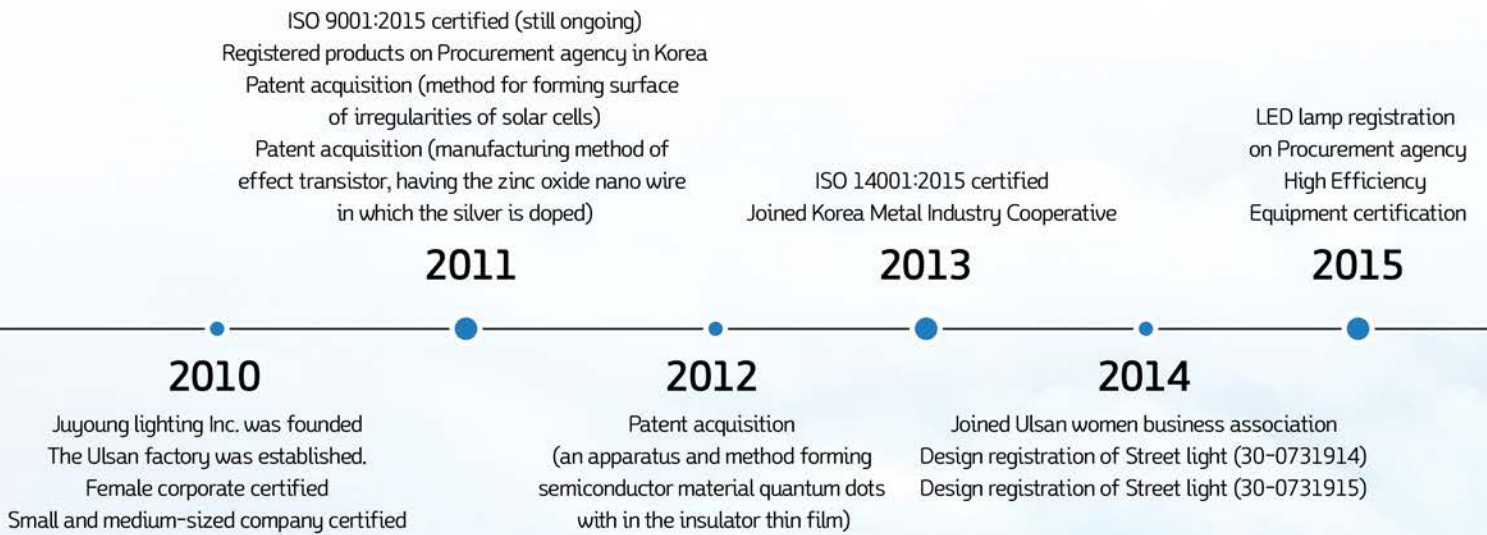 ISO 9001:2015 certified (still ongoing)
Registered products on Procurement agency in Korea
Patent acquisition (method for forming surface
of irregularities of solar cells)
Patent acquisition (manufacturing method of
effect transistor, having the zinc oxide nano wire
in which the silver is doped)
2011
ISO 14001:2015 certified
Joined Korea Metal Industry Cooperative
2013
LED lamp registration
on Procurement agency
High Efficiency
Equipment certification
2015
2010
Juyoung lighting Inc. was founded
The Ulsan factory was established.
Female corporate certified
Small and medium-sized company certified
2012
Patent acquisition
(an apparatus and method forming
semiconductor material quantum dots
with in the insulator thin film)
2014
Joined Ulsan women business association
Design registration of Street light (30-0731914)
Design registration of Street light (30-0731915)